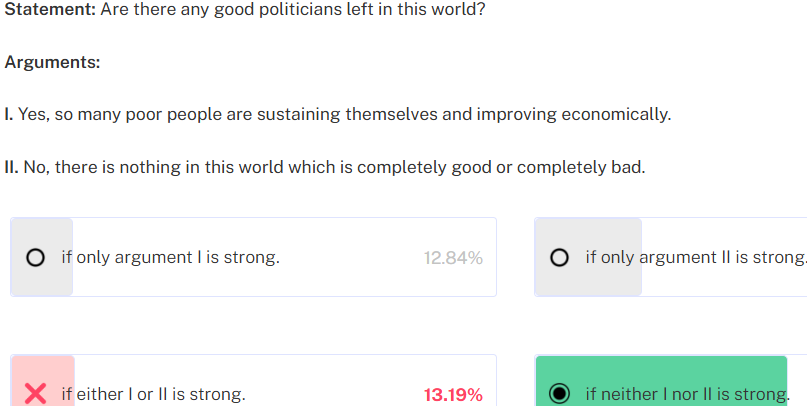 Statement: Are there any good politicians left in this world?
Arguments:
I. Yes, so many poor people are sustaining themselves and improving economically.
II. No, there is nothing in this world which is completely good or completely bad.
if only argument I is strong. 12.84%
if only argument II is strong.
if either I or II is strong. 13.19%
if neither I nor II is strong.